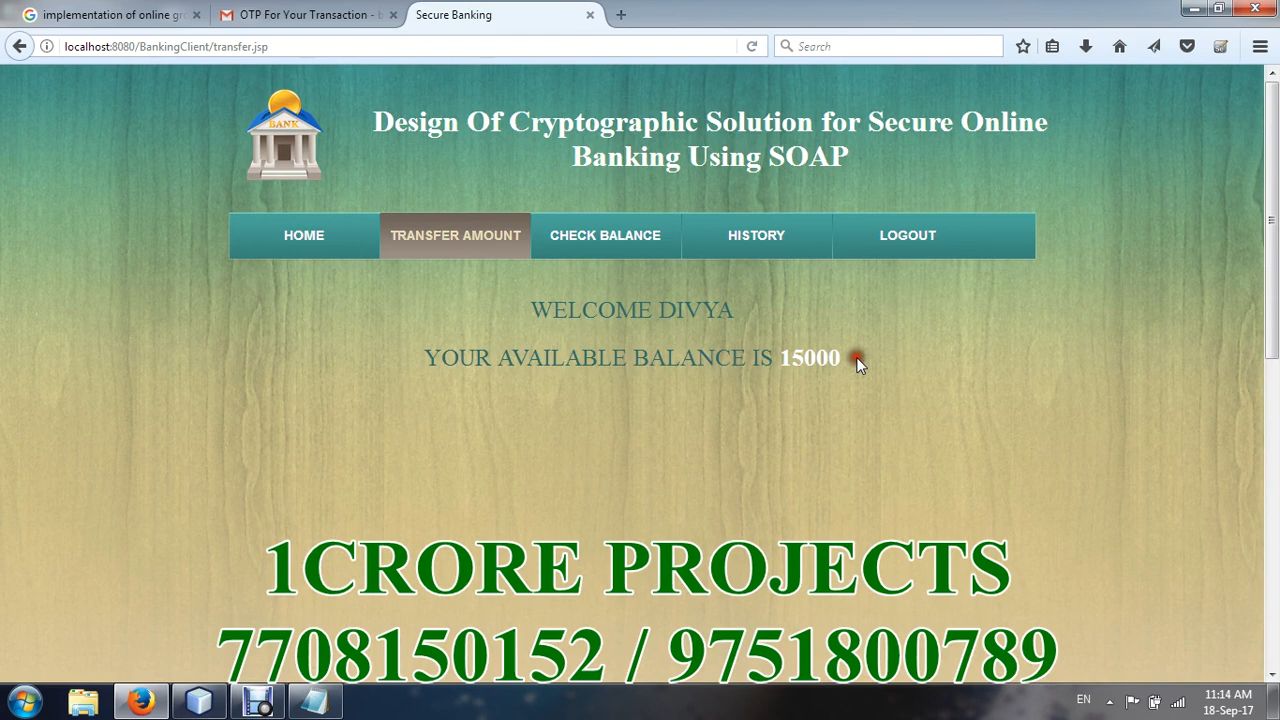 implementation of online gro
OTP For Your Transaction - b
Secure Banking
localhost:8080/BankingClient/transfer.jsp
Search
BANK
Design Of Cryptographic Solution for Secure Online
Banking Using SOAP
HOME
TRANSFER AMOUNT
CHECK BALANCE
HISTORY
LOGOUT
WELCOME DIVYA
YOUR AVAILABLE BALANCE IS 15000
1CRORE PROJECTS
7708150152 / 9751800789
EN
11:14 AM
18-Sep-17